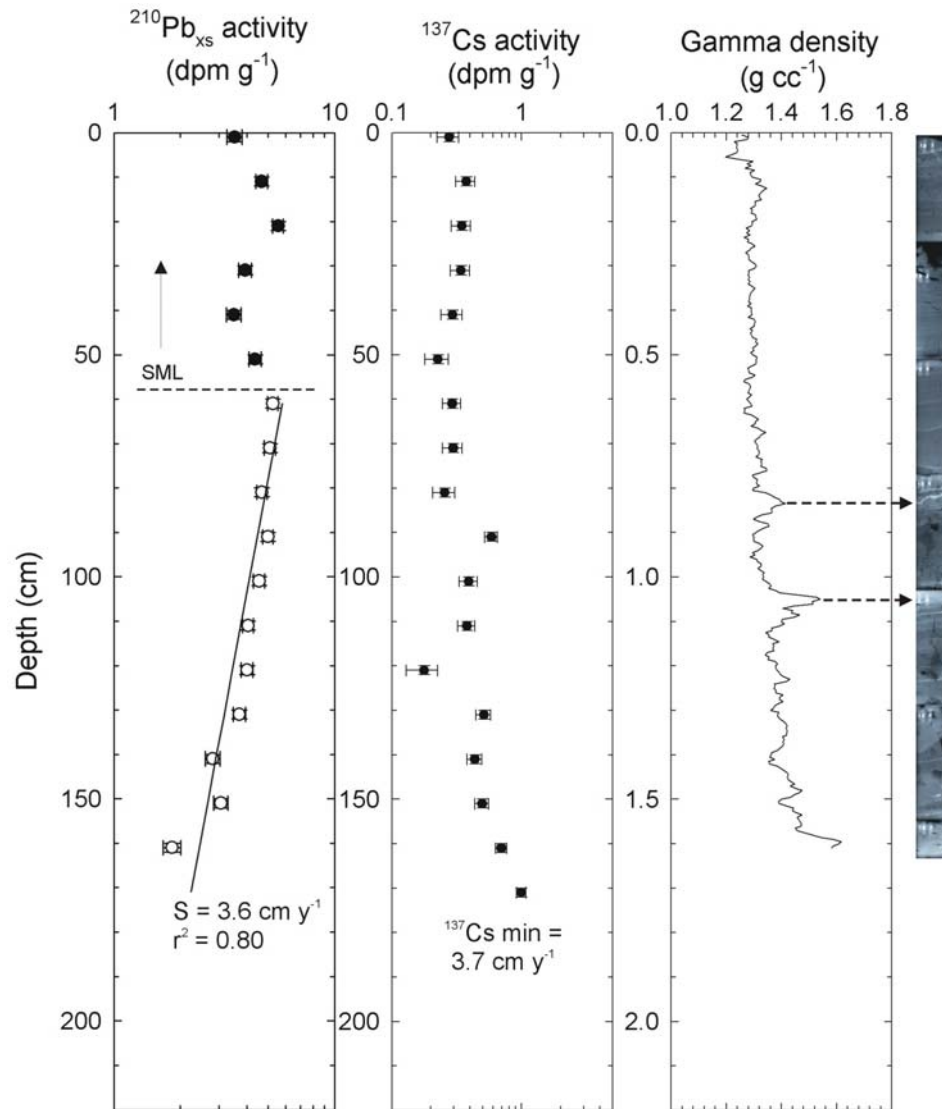 ²¹⁰Pbₓₛ activity
(dpm g⁻¹)
¹³⁷Cs activity
(dpm g⁻¹)
Gamma density
(g cc⁻¹)
1 10
0.1 1
1.0 1.2 1.4 1.6 1.8
0
50
100
150
200
Depth (cm)
SML
S = 3.6 cm y⁻¹
r² = 0.80
0
50
100
150
200
¹³⁷Cs min =
3.7 cm y⁻¹
0.0
0.5
1.0
1.5
2.0